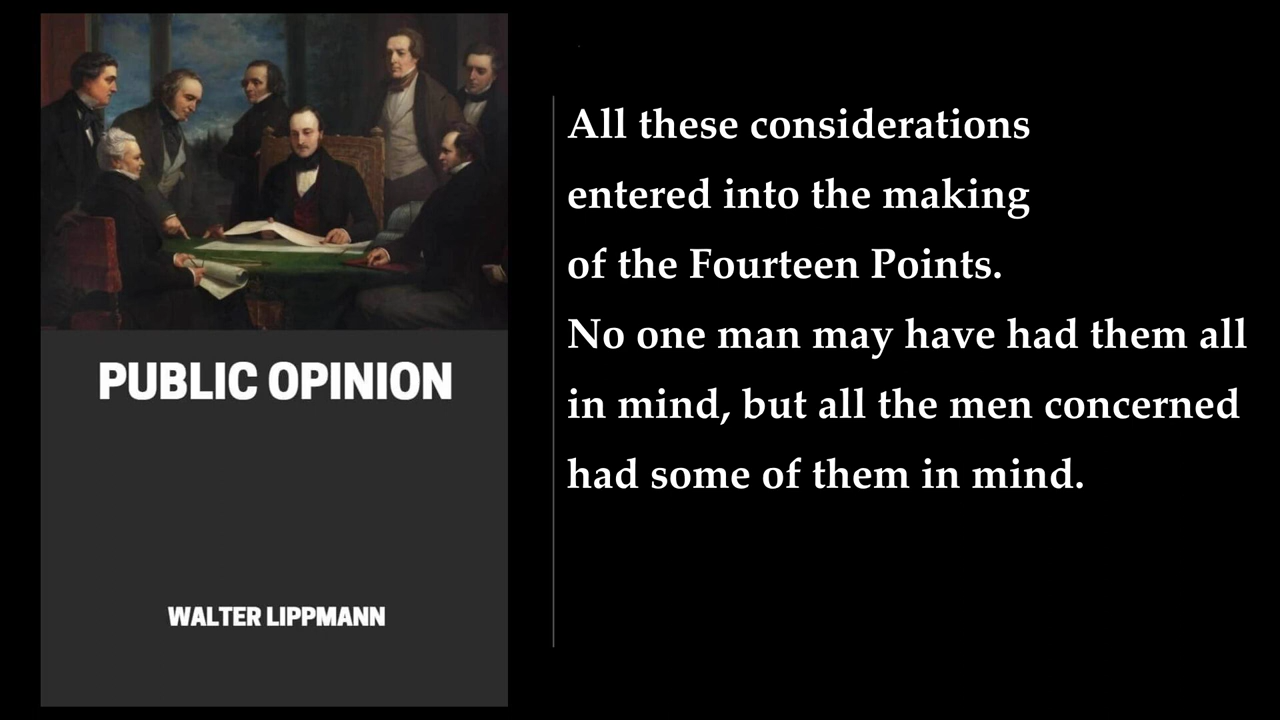 PUBLIC OPINION
WALTER LIPPMANN
All these considerations
entered into the making
of the Fourteen Points.
No one man may have had them all
in mind, but all the men concerned
had some of them in mind.